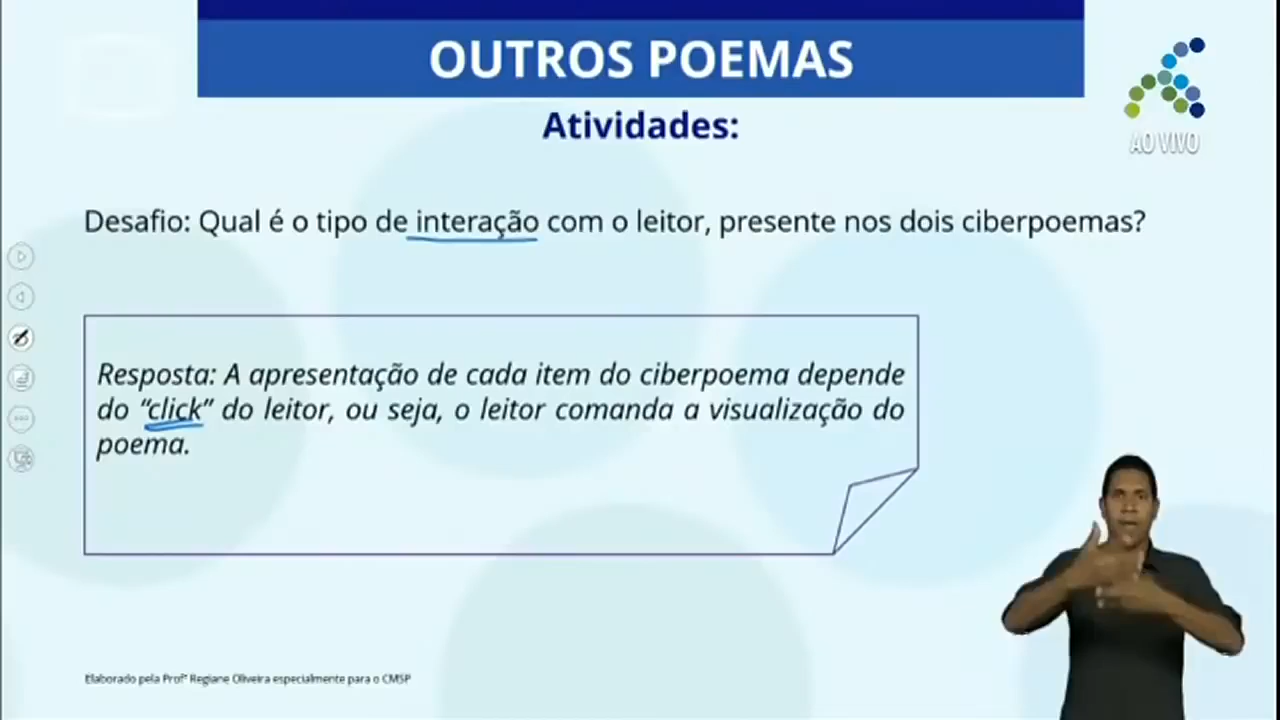 OUTROS POEMAS
AO VIVO
Atividades:
Desafio: Qual é o tipo de interação com o leitor, presente nos dois ciberpoemas?
Resposta: A apresentação de cada item do ciberpoema depende
do “click” do leitor, ou seja, o leitor comanda a visualização do
poema.
Elaborado pela Profª Regiane Oliveira especialmente para o CMSP